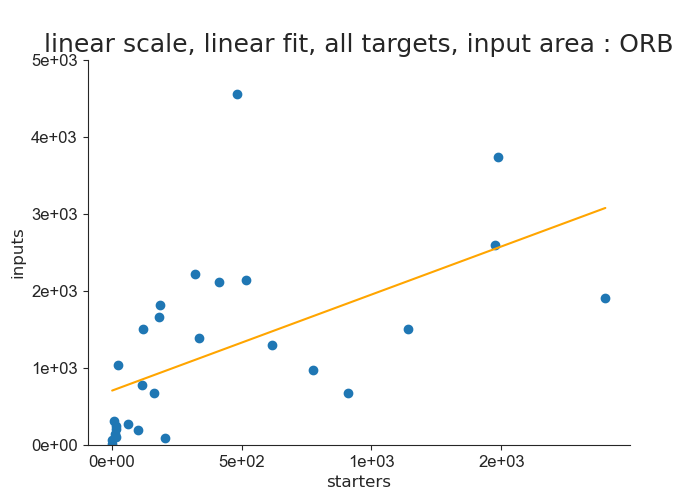 linear scale, linear fit, all targets, input area : ORB
5e+03
4e+03
3e+03
2e+03
1e+03
0e+00
inputs
0e+00 5e+02 1e+03 2e+03
starters